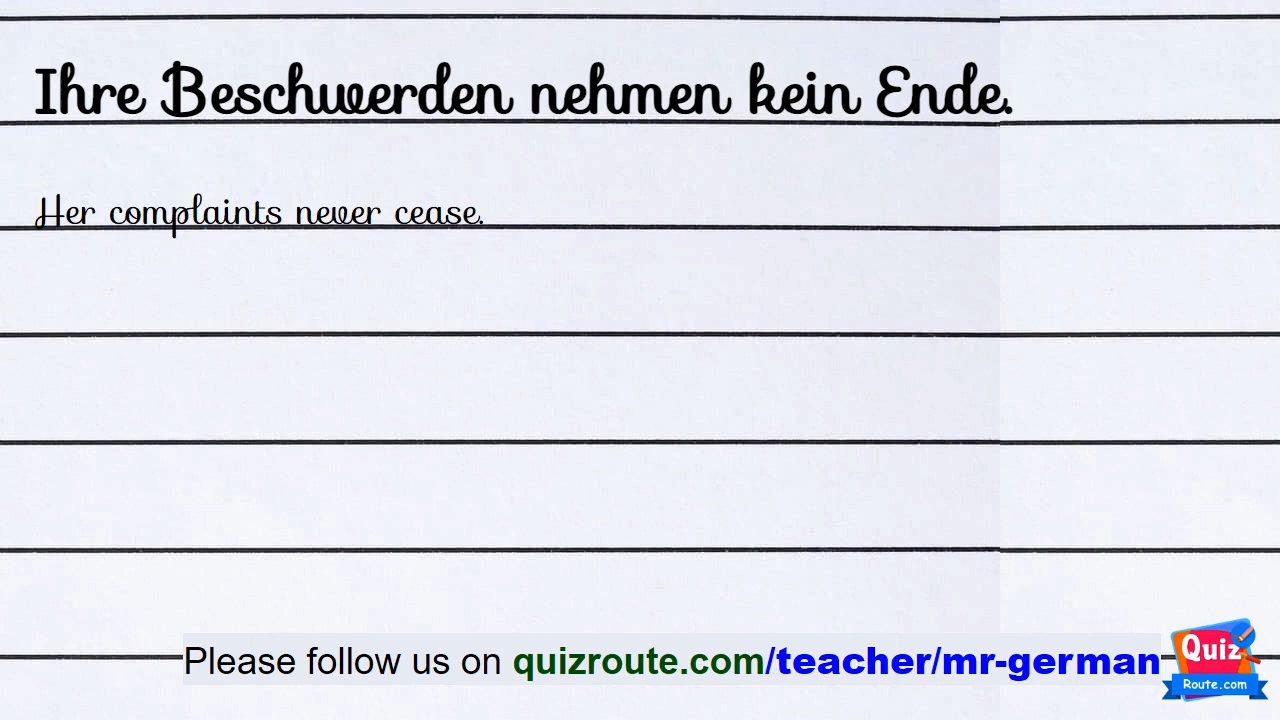 Ihre Beschwerden nehmen kein Ende.
Her complaints never cease.
Please follow us on quizroute.com/teacher/mr-german
Quiz
Route.com